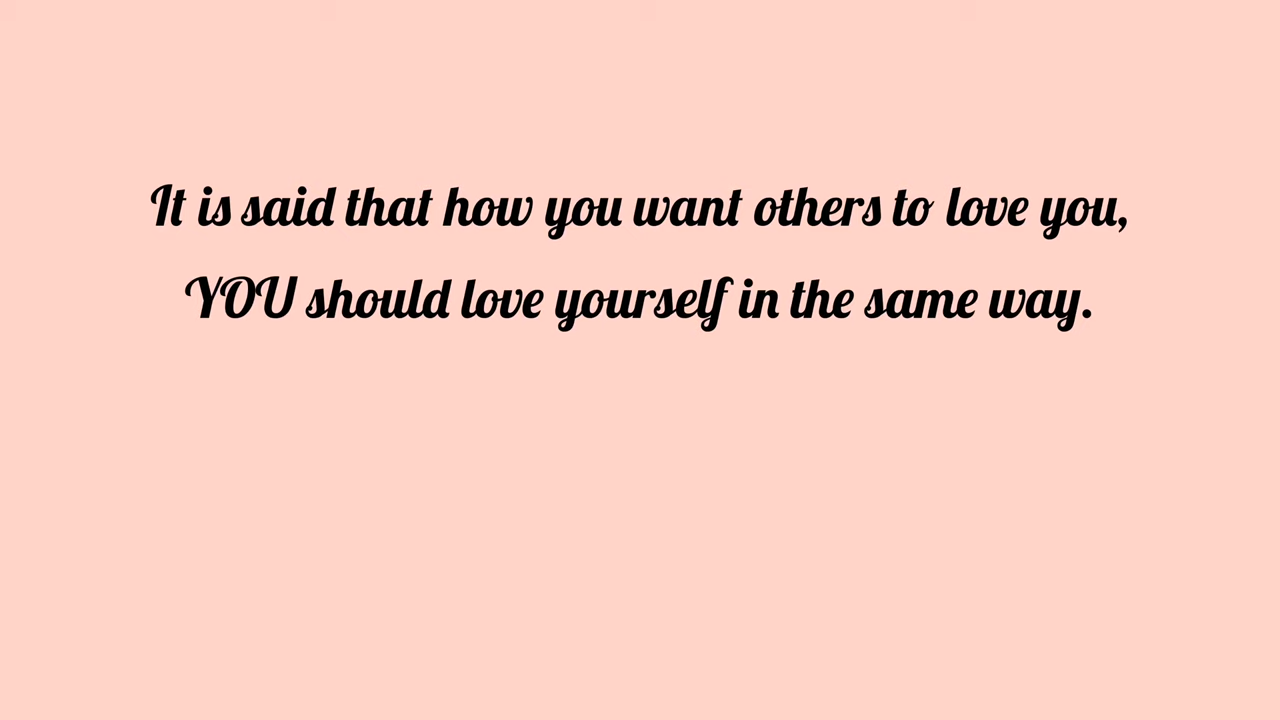 It is said that how you want others to love you,
YOU should love yourself in the same way.